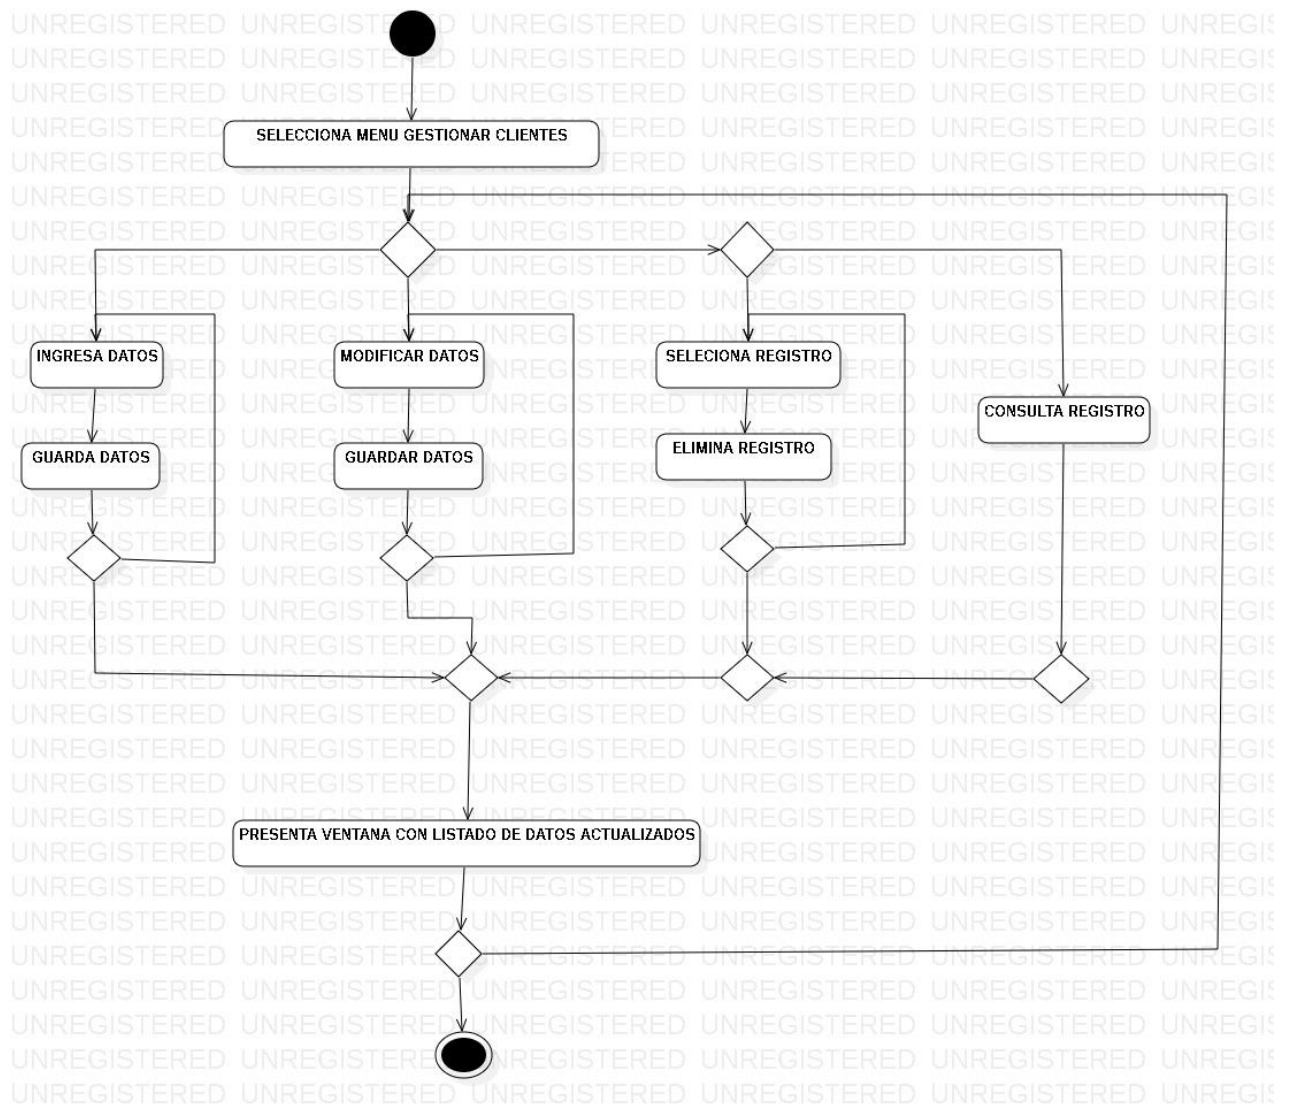 SELECCIONA MENU GESTIONAR CLIENTES
INGRESA DATOS
MODIFICAR DATOS
SELECIONA REGISTRO
CONSULTA REGISTRO
GUARDA DATOS
GUARDAR DATOS
ELIMINA REGISTRO
PRESENTA VENTANA CON LISTADO DE DATOS ACTUALIZADOS
UNREGISTERED